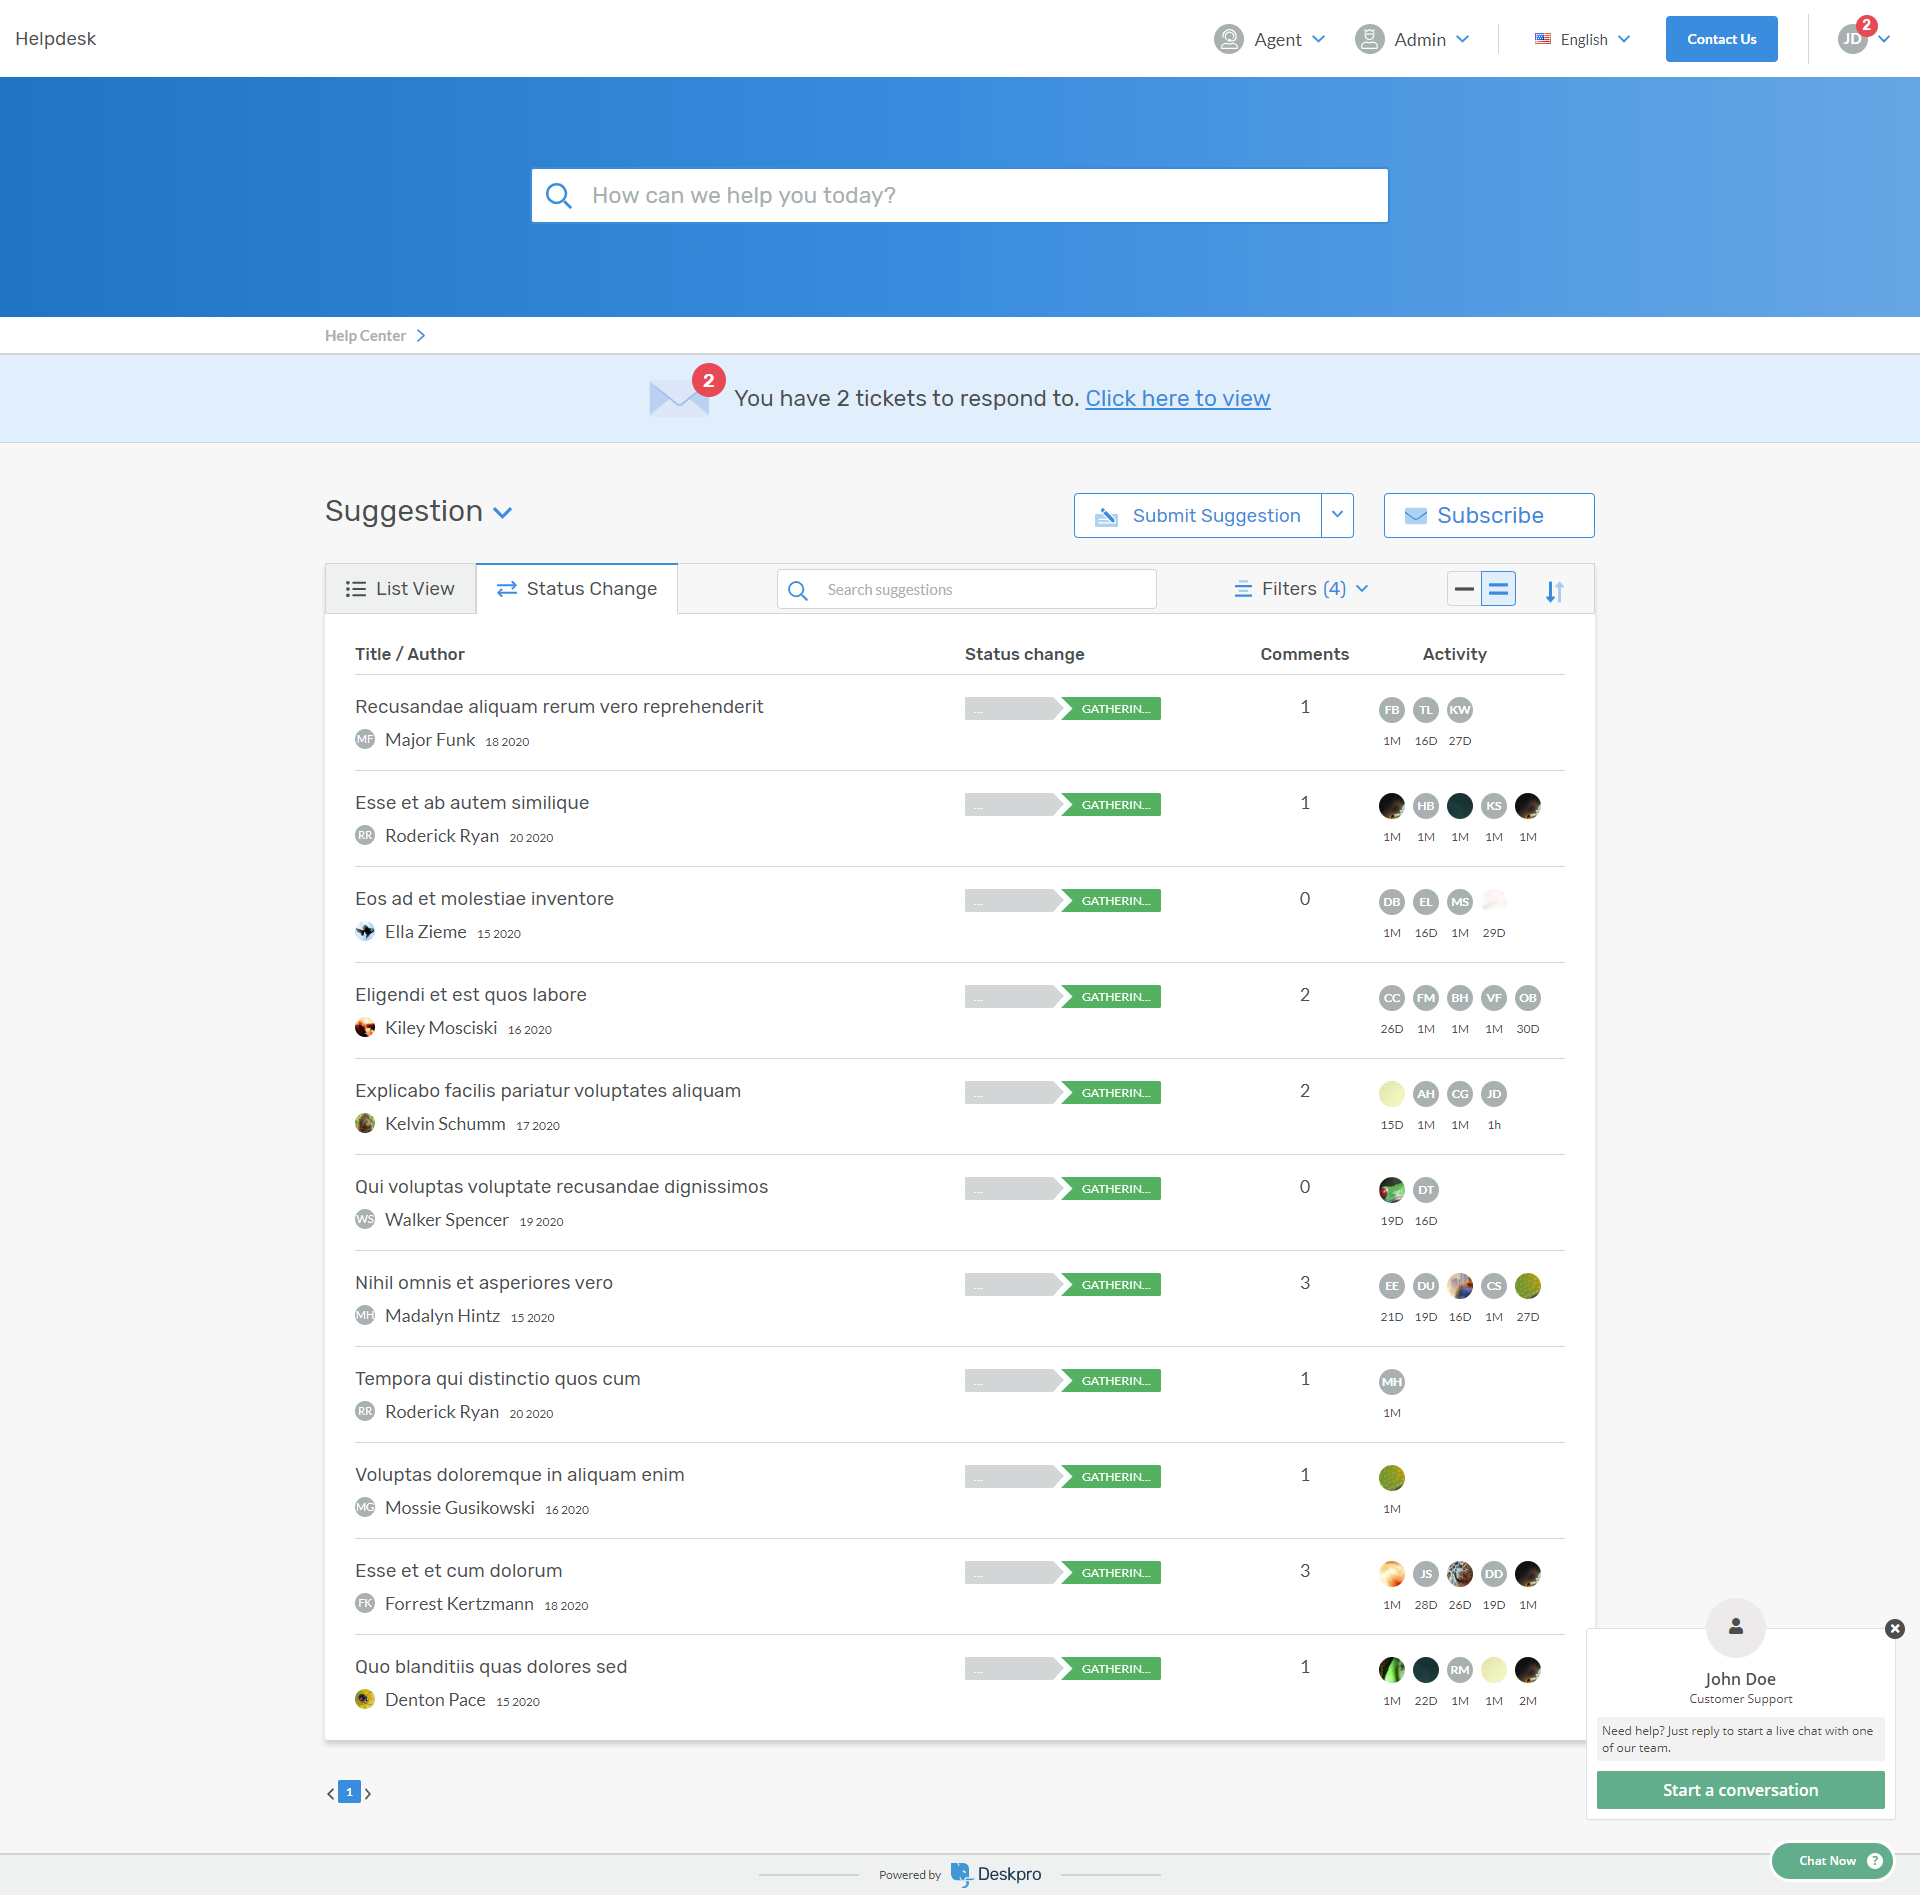 Helpdesk
Agent
Admin
English
Contact Us
JD
2
How can we help you today?
Help Center
2
You have 2 tickets to respond to. Click here to view
Suggestion
Submit Suggestion
Subscribe
List View
Status Change
Search suggestions
Filters (4)
Title / Author Status change Comments Activity
Recusandae aliquam rerum vero reprehenderit ... GATHERIN... 1 FB TL KW
MF Major Funk 18 2020 1M 16D 27D
Esse et ab autem similique ... GATHERIN... 1 HB KS
RR Roderick Ryan 20 2020 1M 1M 1M 1M 1M
Eos ad et molestiae inventore ... GATHERIN... 0 DB EL MS
Ella Zieme 15 2020 1M 16D 1M 29D
Eligendi et est quos labore ... GATHERIN... 2 CC FM BH VF OB
Kiley Mosciski 16 2020 26D 1M 1M 1M 30D
Explicabo facilis pariatur voluptates aliquam ... GATHERIN... 2 AH CG JD
Kelvin Schumm 17 2020 15D 1M 1M 1h
Qui voluptas voluptate recusandae dignissimos ... GATHERIN... 0 DT
WS Walker Spencer 19 2020 19D 16D
Nihil omnis et asperiores vero ... GATHERIN... 3 EE DU CS
MH Madalyn Hintz 15 2020 21D 19D 16D 1M 27D
Tempora qui distinctio quos cum ... GATHERIN... 1 MH
RR Roderick Ryan 20 2020 1M
Voluptas doloremque in aliquam enim ... GATHERIN... 1
MG Mossie Gusikowski 16 2020 1M
Esse et et cum dolorum ... GATHERIN... 3 JS DD
FK Forrest Kertzmann 18 2020 1M 28D 26D 19D 1M
Quo blanditiis quas dolores sed ... GATHERIN... 1 RM
Denton Pace 15 2020 1M 22D 1M 1M 2M
1
John Doe
Customer Support
Need help? Just reply to start a live chat with one
of our team.
Start a conversation
Chat Now ?
Powered by Deskpro